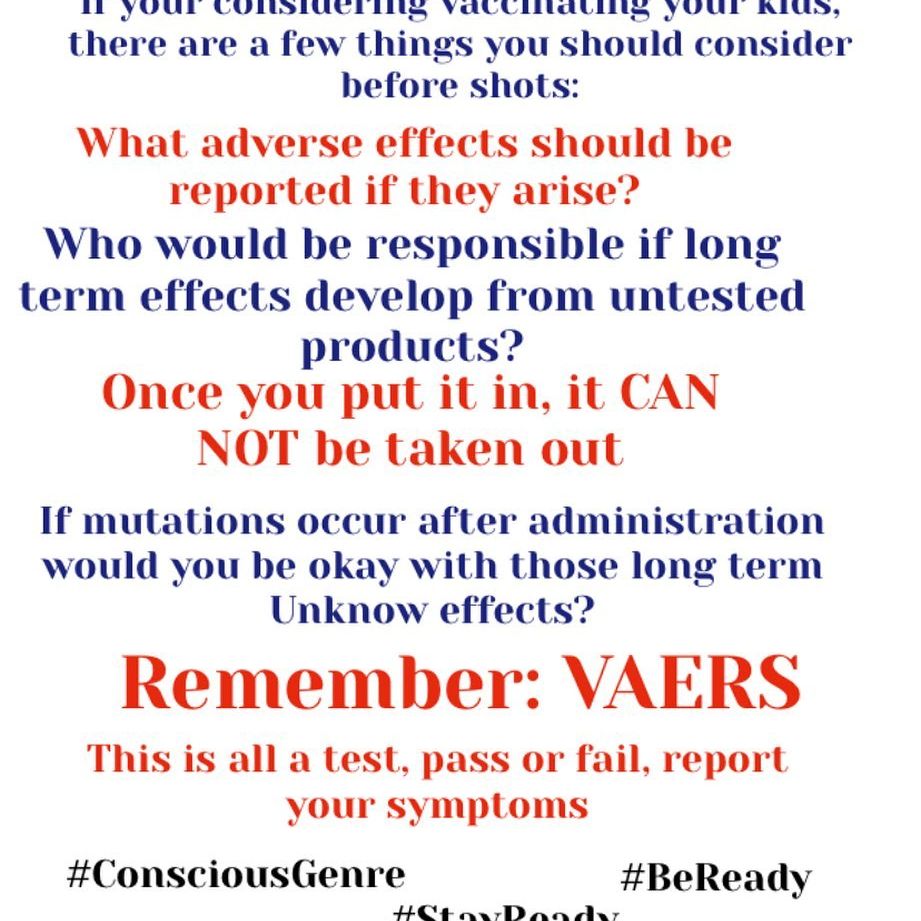 If your considering vaccinating your kids,
there are a few things you should consider
before shots:
What adverse effects should be
reported if they arise?
Who would be responsible if long
term effects develop from untested
products?
Once you put it in, it CAN
NOT be taken out
If mutations occur after administration
would you be okay with those long term
Unknow effects?
Remember: VAERS
This is all a test, pass or fail, report
your symptoms
#ConsciousGenre #BeReady
#StayReady